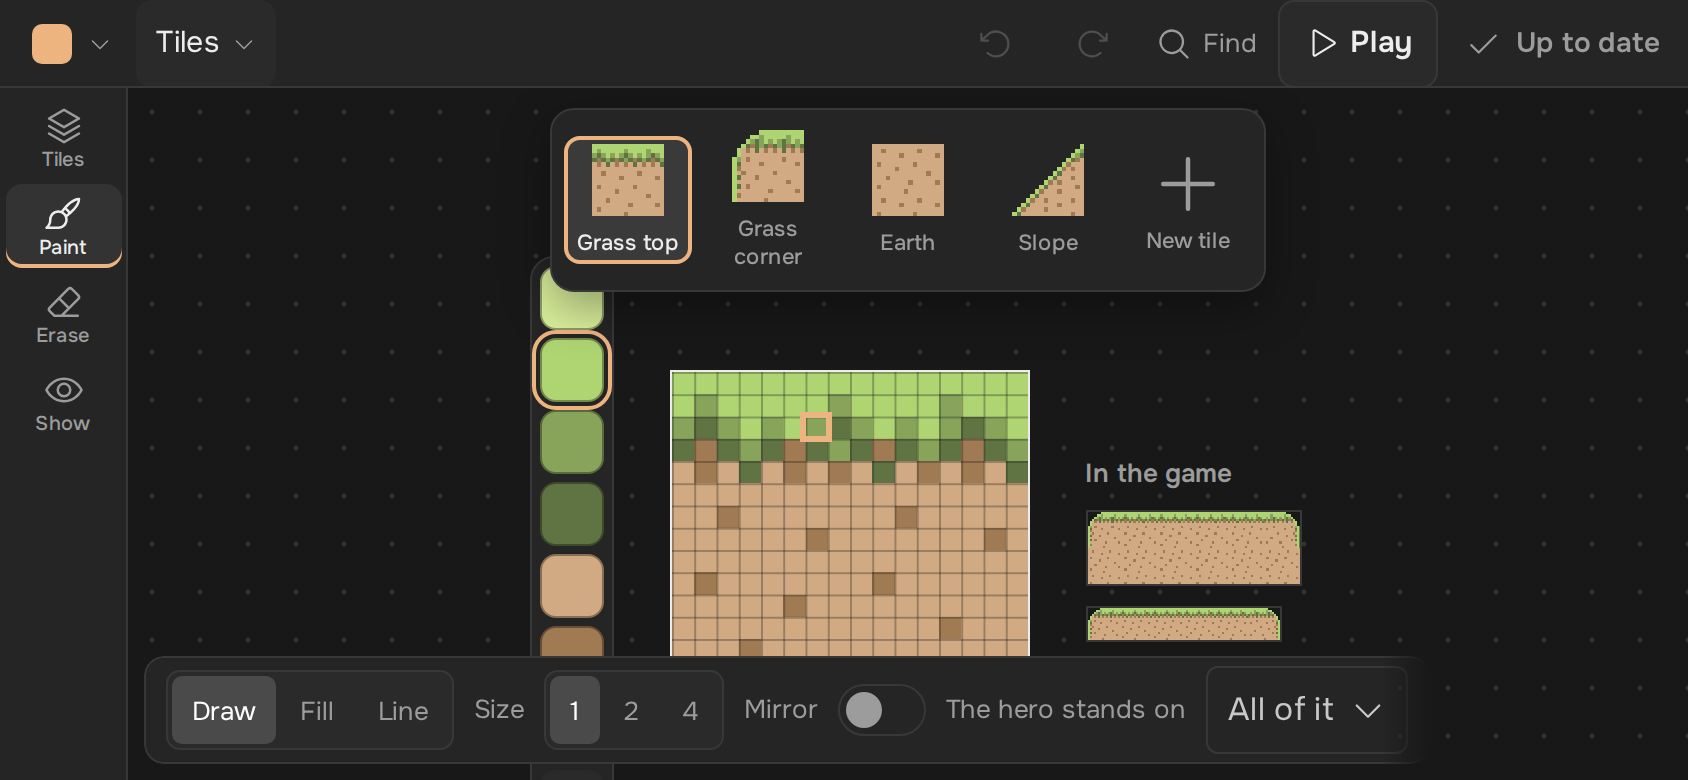 Tiles
Find
Play
Up to date
Tiles
Paint
Erase
Show
Grass top
Grass
corner
Earth
Slope
New tile
In the game
Draw
Fill
Line
Size
1
2
4
Mirror
The hero stands on
All of it